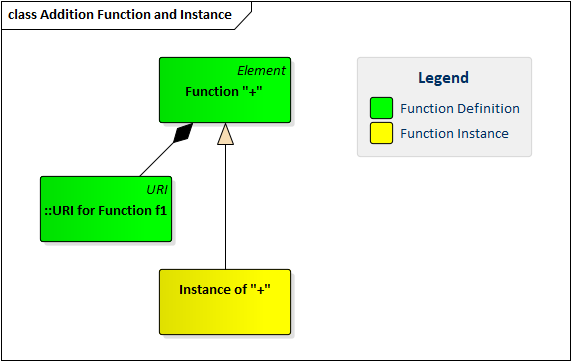 class Addition Function and Instance
Element
Function "+"
URI
::URI for Function f1
Instance of "+"
Legend
Function Definition
Function Instance